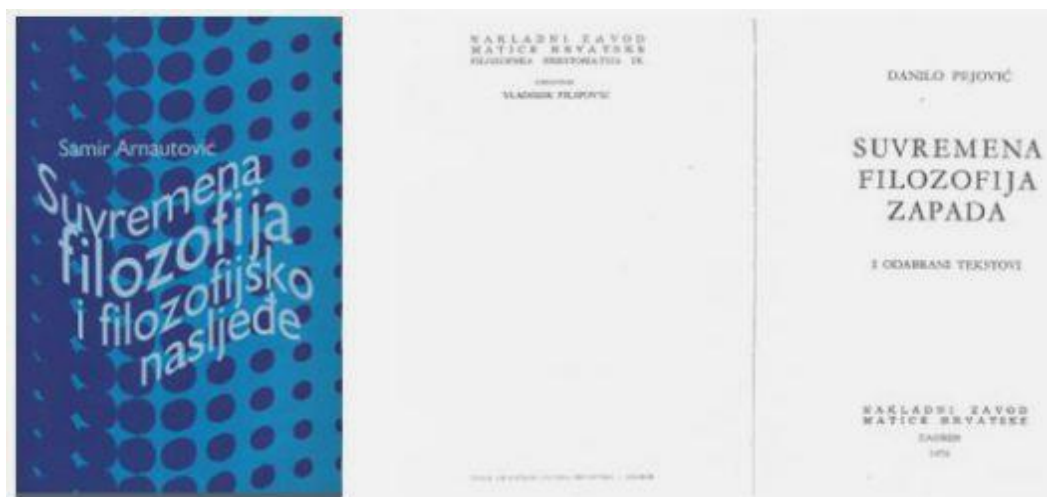 Samir Arnautović
Suvremena
filozofija
i filozofijsko
nasljeđe
NAKLADNI ZAVOD
MATICE HRVATSKE
FILOZOFSKA HRESTOMATIJA IX.
VLADIMIR FILIPOVIĆ
DANILO PEJOVIĆ
SUVREMENA
FILOZOFIJA
ZAPADA
I ODABRANI TEKSTOVI
NAKLADNI ZAVOD
MATICE HRVATSKE
ZAGREB